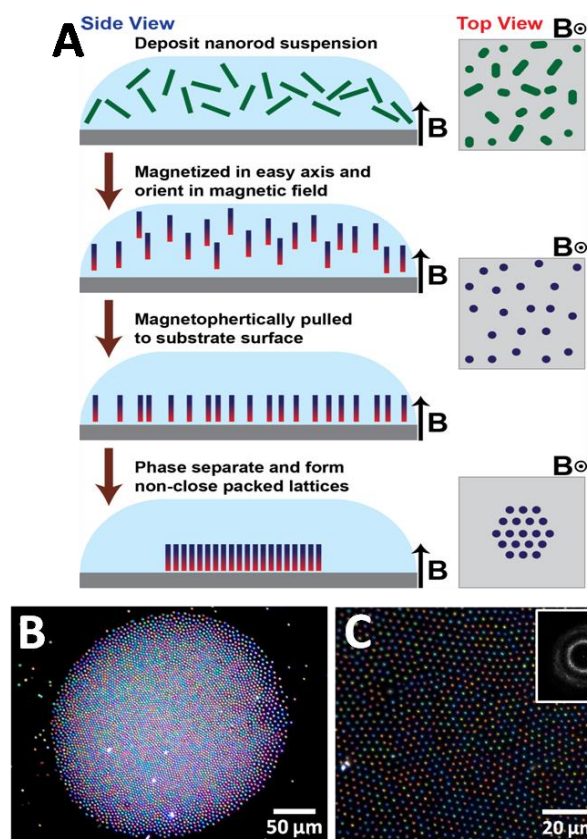 A Side View
Top View
B⊙
Deposit nanorod suspension
B
Magnetized in easy axis and
orient in magnetic field
B⊙
B
Magnetophertically pulled
to substrate surface
B
Phase separate and form
non-close packed lattices
B⊙
B
B
50 μm
C
20 μm